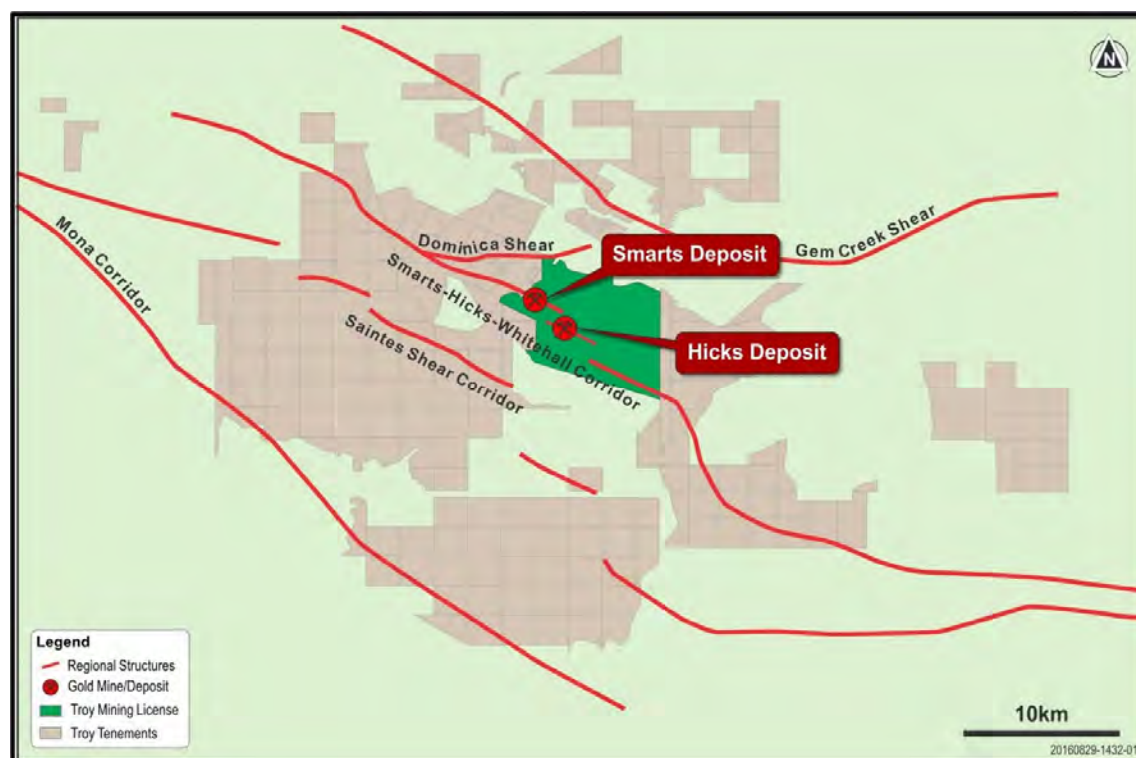 N
Mona Corridor
Dominica Shear
Gem Creek Shear
Smarts Deposit
Smarts-Hicks-Whitehall Corridor
Hicks Deposit
Saintes Shear Corridor
Legend
Regional Structures
Gold Mine/Deposit
Troy Mining License
Troy Tenements
10km
20160829-1432-01